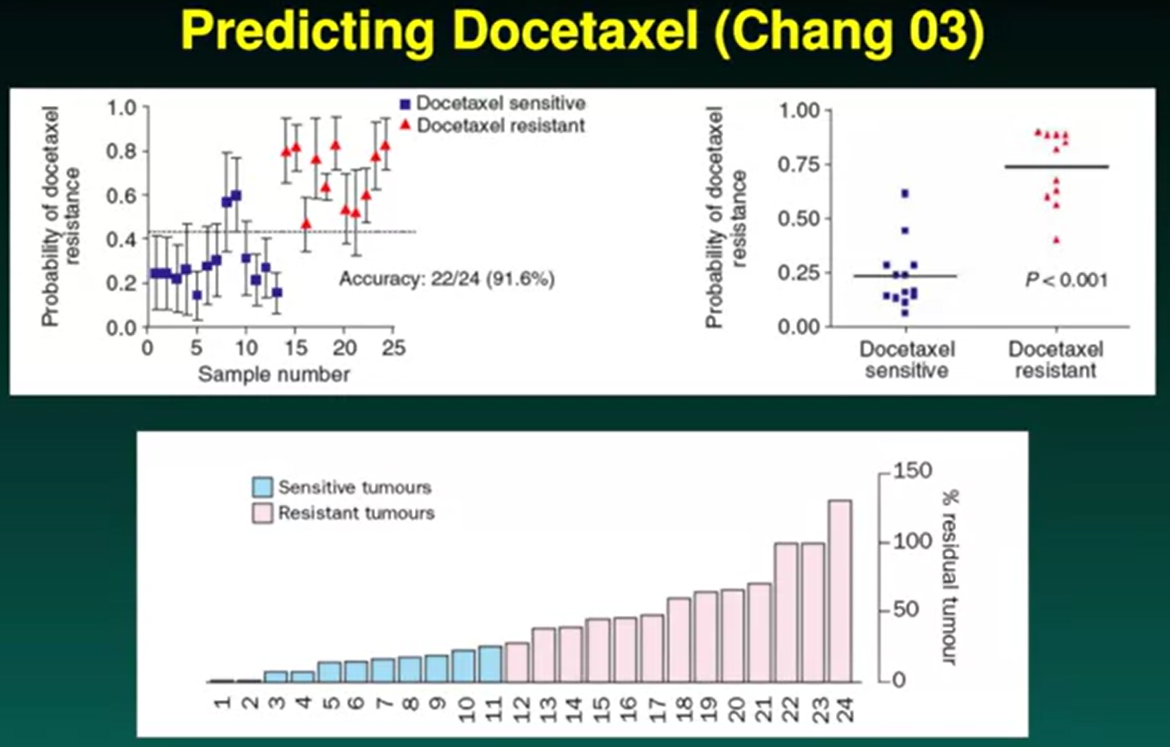 Predicting Docetaxel (Chang 03)
Probability of docetaxel
resistance
1.0
0.8
0.6
0.4
0.2
0.0
0 5 10 15 20 25
Sample number
Docetaxel sensitive
Docetaxel resistant
Accuracy: 22/24 (91.6%)
Probability of docetaxel
resistance
1.00
0.75
0.50
0.25
0.00
P < 0.001
Docetaxel
sensitive
Docetaxel
resistant
Sensitive tumours
Resistant tumours
150
100
50
0
% residual tumour
1 2 3 4 5 6 7 8 9 10 11 12 13 14 15 16 17 18 19 20 21 22 23 24